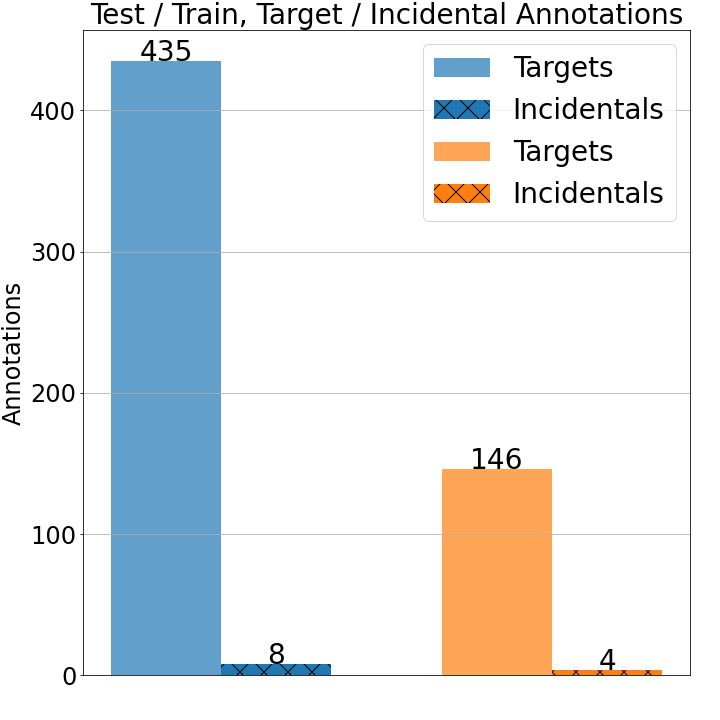 Test / Train, Target / Incidental Annotations
435
Targets
Incidentals
Targets
Incidentals
400
300
Annotations
200
146
100
8
4
0